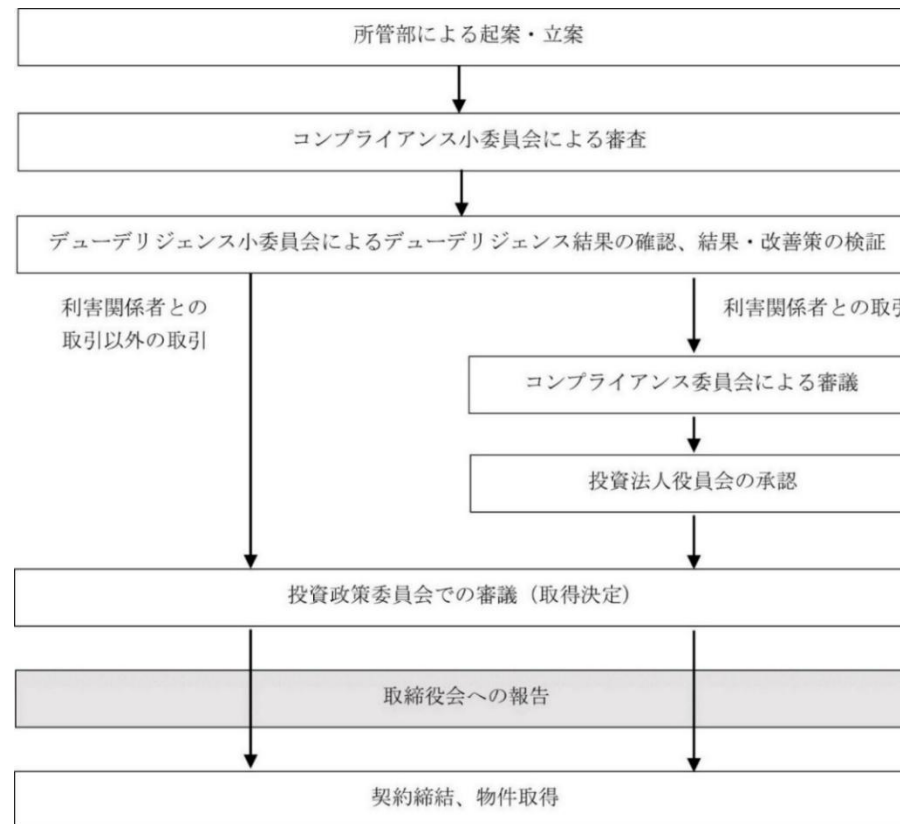 所管部による起案・立案
コンプライアンス小委員会による審査
デューデリジェンス小委員会によるデューデリジェンス結果の確認、結果・改善策の検証
利害関係者との
取引以外の取引
利害関係者との取引
コンプライアンス委員会による審議
投資法人役員会の承認
投資政策委員会での審議（取得決定）
取締役会への報告
契約締結、物件取得